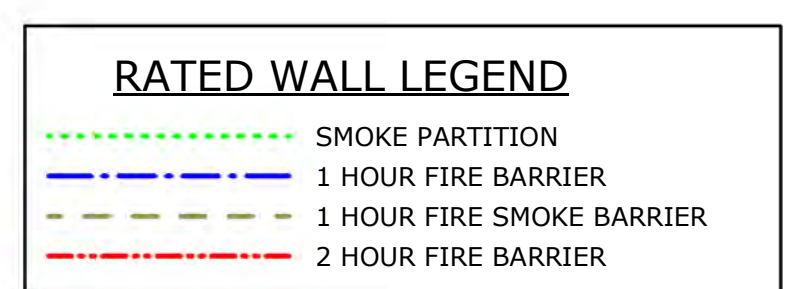 RATED WALL LEGEND
SMOKE PARTITION
1 HOUR FIRE BARRIER
1 HOUR FIRE SMOKE BARRIER
2 HOUR FIRE BARRIER